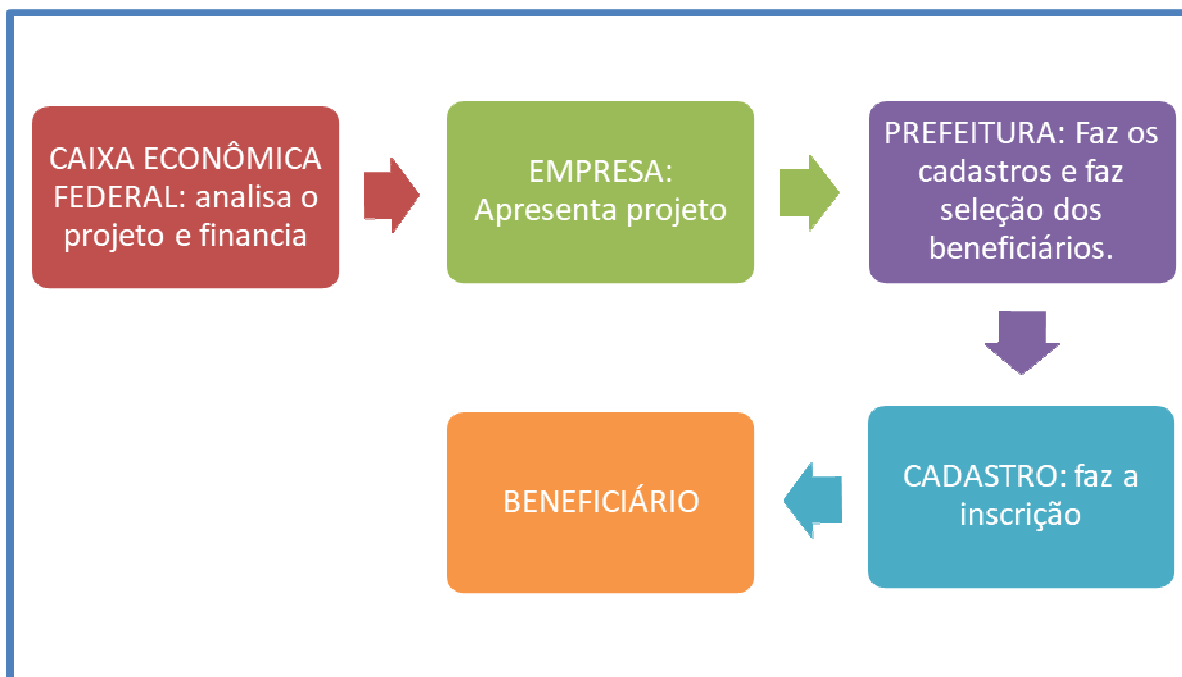 CAIXA ECONÔMICA
FEDERAL: analisa o
projeto e financia
EMPRESA:
Apresenta projeto
PREFEITURA: Faz os
cadastros e faz
seleção dos
beneficiários.
CADASTRO: faz a
inscrição
BENEFICIÁRIO